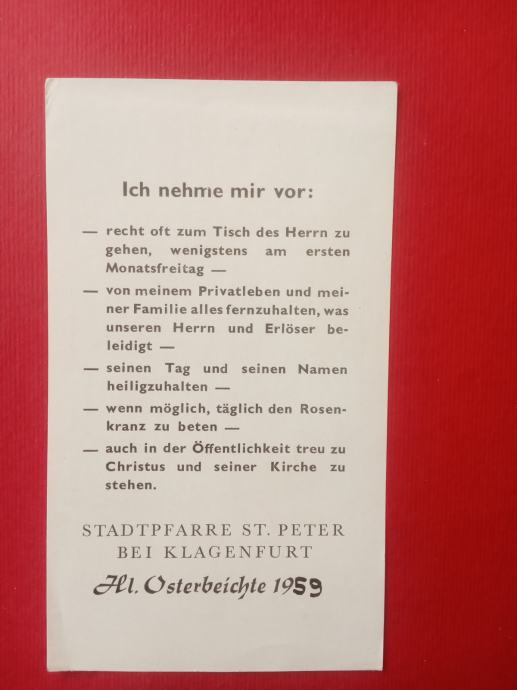 Ich nehme mir vor:
— recht oft zum Tisch des Herrn zu
gehen, wenigstens am ersten
Monatsfreitag —
— von meinem Privatleben und mei-
ner Familie alles fernzuhalten, was
unseren Herrn und Erlöser be-
leidigt —
— seinen Tag und seinen Namen
heiligzuhalten —
— wenn möglich, täglich den Rosen-
kranz zu beten —
— auch in der Öffentlichkeit treu zu
Christus und seiner Kirche zu
stehen.
STADTPFARRE ST. PETER
BEI KLAGENFURT
Hl. Osterbeichte 1959